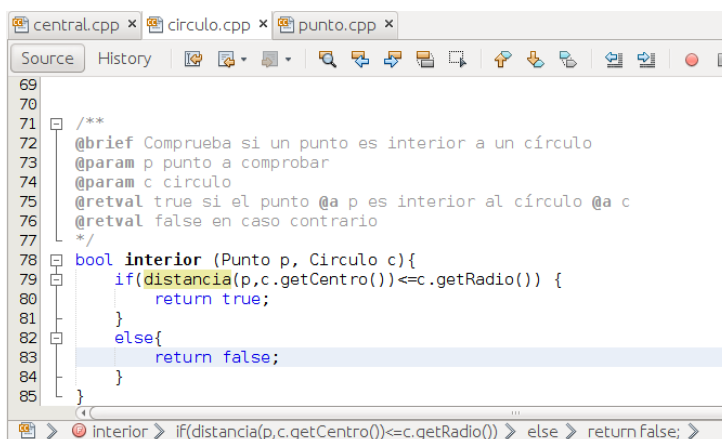 central.cpp × circulo.cpp × punto.cpp ×
Source History
69
70
71 /**
72 @brief Comprueba si un punto es interior a un círculo
73 @param p punto a comprobar
74 @param c circulo
75 @retval true si el punto @a p es interior al círculo @a c
76 @retval false en caso contrario
77 */
78 bool interior (Punto p, Circulo c){
79 if(distancia(p,c.getCentro())<=c.getRadio()) {
80 return true;
81 }
82 else{
83 return false;
84 }
85 }
interior > if(distancia(p,c.getCentro())<=c.getRadio()) > else > return false; >